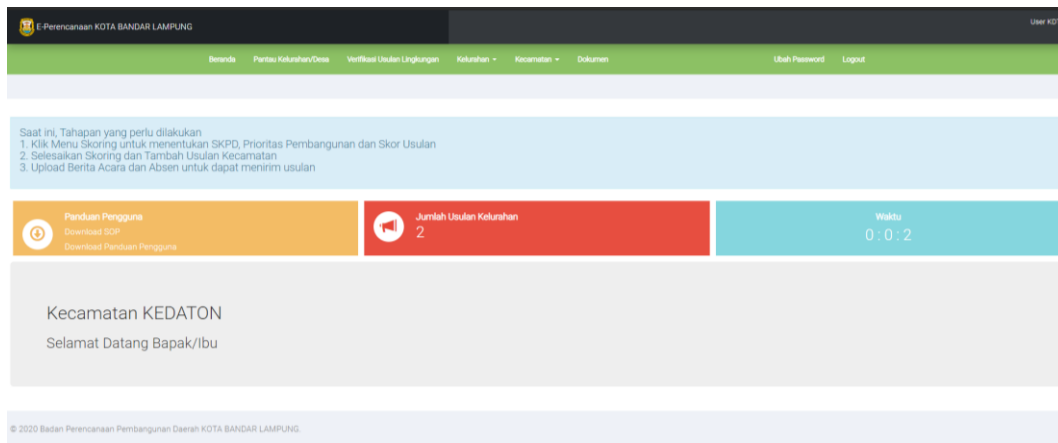 E-Perencanaan KOTA BANDAR LAMPUNG
User KDT
Beranda Pantau Kelurahan/Desa Verifikasi Usulan Lingkungan Kelurahan Kecamatan Dokumen Ubah Password Logout
Saat ini, Tahapan yang perlu dilakukan
1. Klik Menu Skoring untuk menentukan SKPD, Prioritas Pembangunan dan Skor Usulan
2. Selesaikan Skoring dan Tambah Usulan Kecamatan
3. Upload Berita Acara dan Absen untuk dapat menirim usulan
Panduan Pengguna
Download SOP
Download Panduan Pengguna
Jumlah Usulan Kelurahan
2
Waktu
0 : 0 : 2
Kecamatan KEDATON
Selamat Datang Bapak/Ibu
© 2020 Badan Perencanaan Pembangunan Daerah KOTA BANDAR LAMPUNG.